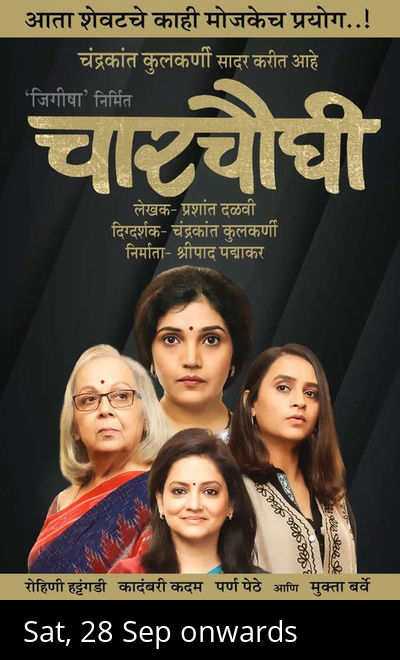 आता शेवटचे काही मोजकेच प्रयोग..!
चंद्रकांत कुलकर्णी सादर करीत आहे
'जिगीषा' निर्मित
चारचौघी
लेखक- प्रशांत दळवी
दिग्दर्शक- चंद्रकांत कुलकर्णी
निर्माता- श्रीपाद पद्माकर
रोहिणी हट्टंगडी कादंबरी कदम पर्ण पेठे आणि मुक्ता बर्वे
Sat, 28 Sep onwards